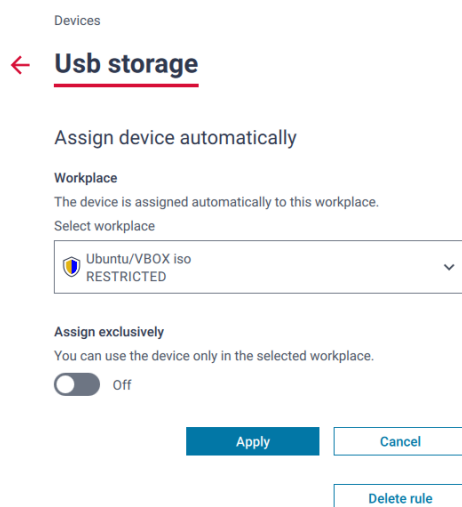 Devices
Usb storage
Assign device automatically
Workplace
The device is assigned automatically to this workplace.
Select workplace
Ubuntu/VBOX iso
RESTRICTED
Assign exclusively
You can use the device only in the selected workplace.
Off
Apply Cancel
Delete rule